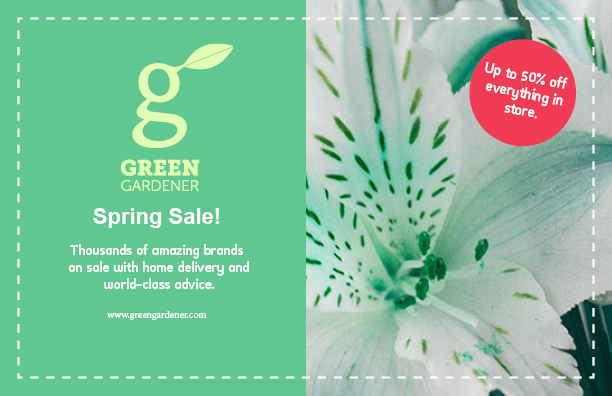 g
GREEN
GARDENER
Spring Sale!
Thousands of amazing brands
on sale with home delivery and
world-class advice.
www.greengardener.com
Up to 50% off
everything in
store.